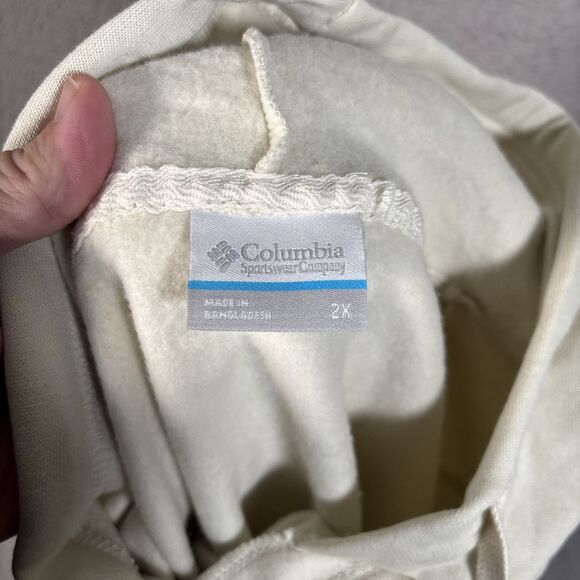 Columbia
Sportswear Company
MADE IN
BANGLADESH
2X